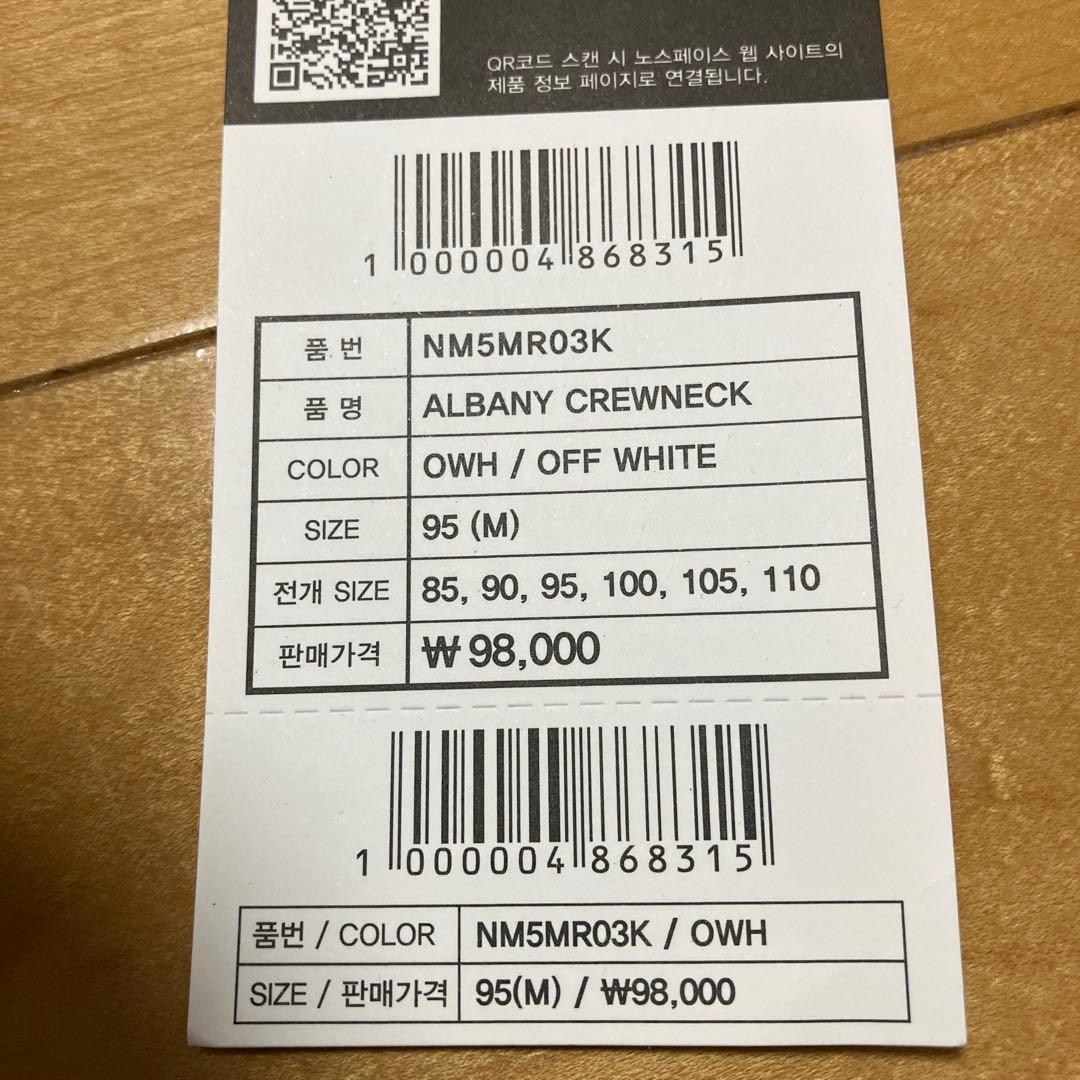 QR코드 스캔 시 노스페이스 웹 사이트의
제품 정보 페이지로 연결됩니다.
1 000004 868315
품 번 NM5MR03K
품 명 ALBANY CREWNECK
COLOR OWH / OFF WHITE
SIZE 95 (M)
전개 SIZE 85, 90, 95, 100, 105, 110
판매가격 ₩98,000
1 000004 868315
품번 / COLOR NM5MR03K / OWH
SIZE / 판매가격 95(M) / ₩98,000